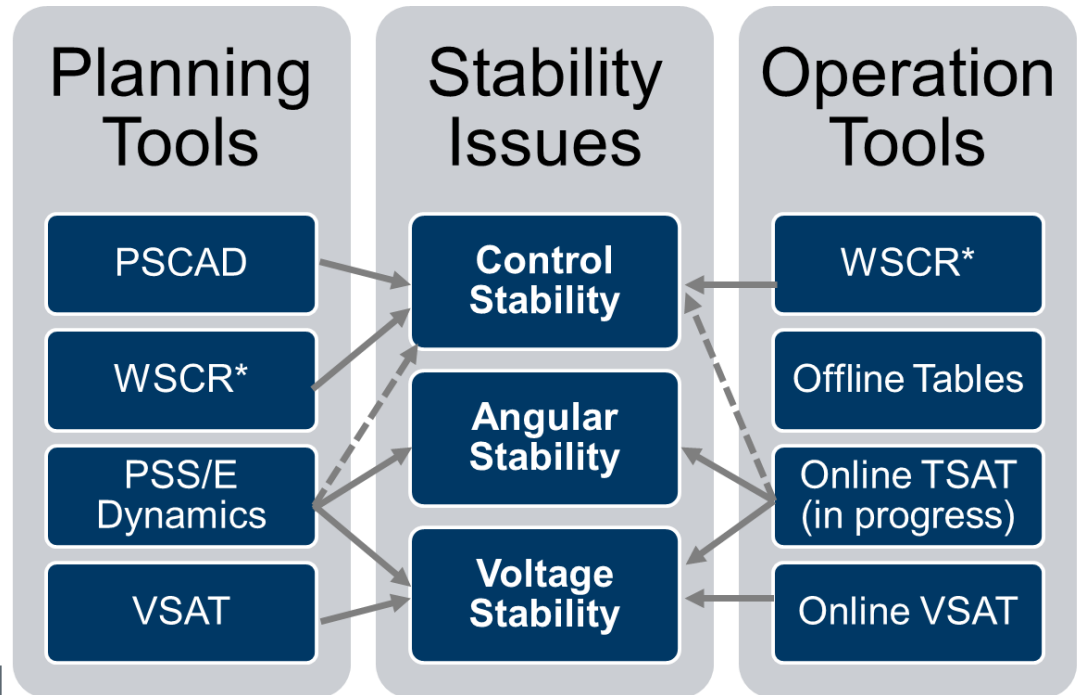 Planning
Tools
PSCAD
WSCR*
PSS/E
Dynamics
VSAT
Stability
Issues
Control
Stability
Angular
Stability
Voltage
Stability
Operation
Tools
WSCR*
Offline Tables
Online TSAT
(in progress)
Online VSAT